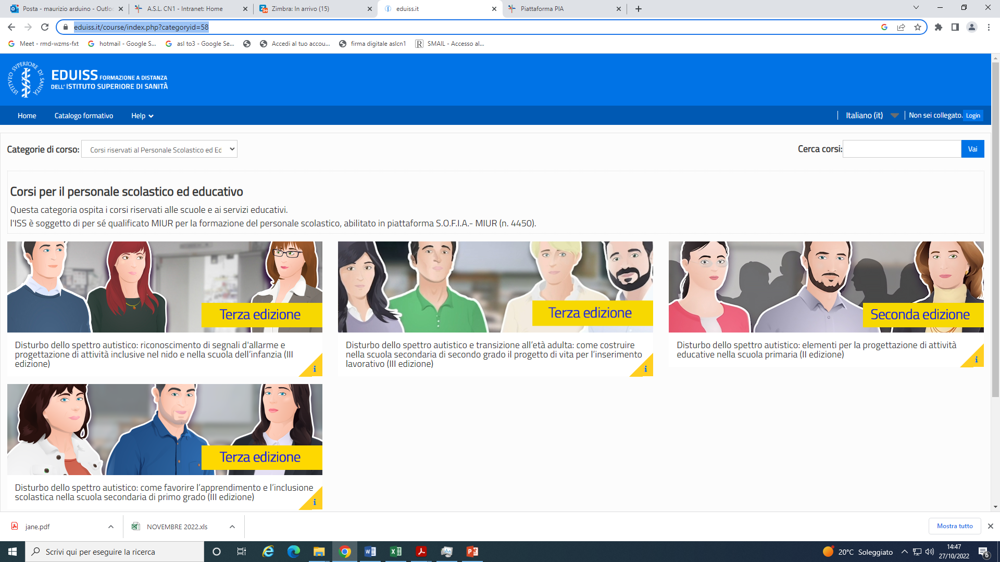 Posta - maurizio arduino - Outlo
A.S.L. CN1 - Intranet: Home
Zimbra: In arrivo (15)
eduiss.it
Piattaforma PIA
eduiss.it/course/index.php?categoryid=58
Meet - rmd-wzms-fxt
hotmail - Google S...
asl to3 - Google Se...
Accedi al tuo accou...
firma digitale aslcn1
SMAIL - Accesso al...
ISTITUTO SUPERIORE DI SANITÀ
EDUISS FORMAZIONE A DISTANZA
DELL' ISTITUTO SUPERIORE DI SANITÀ
Home
Catalogo formativo
Help
Italiano (it)
Non sei collegato. Login
Categorie di corso: Corsi riservati al Personale Scolastico ed Ed
Cerca corsi: Vai
Corsi per il personale scolastico ed educativo
Questa categoria ospita i corsi riservati alle scuole e ai servizi educativi.
l'ISS è soggetto di per sé qualificato MIUR per la formazione del personale scolastico, abilitato in piattaforma S.O.F.I.A.- MIUR (n. 4450).
Terza edizione
Disturbo dello spettro autistico: riconoscimento di segnali d'allarme e
progettazione di attività inclusive nel nido e nella scuola dell’infanzia (III
edizione)
Terza edizione
Disturbo dello spettro autistico e transizione all’età adulta: come costruire
nella scuola secondaria di secondo grado il progetto di vita per l’inserimento
lavorativo (III edizione)
Seconda edizione
Disturbo dello spettro autistico: elementi per la progettazione di attività
educative nella scuola primaria (II edizione)
Terza edizione
Disturbo dello spettro autistico: come favorire l’apprendimento e l’inclusione
scolastica nella scuola secondaria di primo grado (III edizione)
jane.pdf
NOVEMBRE 2022.xls
Mostra tutto
Scrivi qui per eseguire la ricerca
20°C Soleggiato
14:47
27/10/2022
6